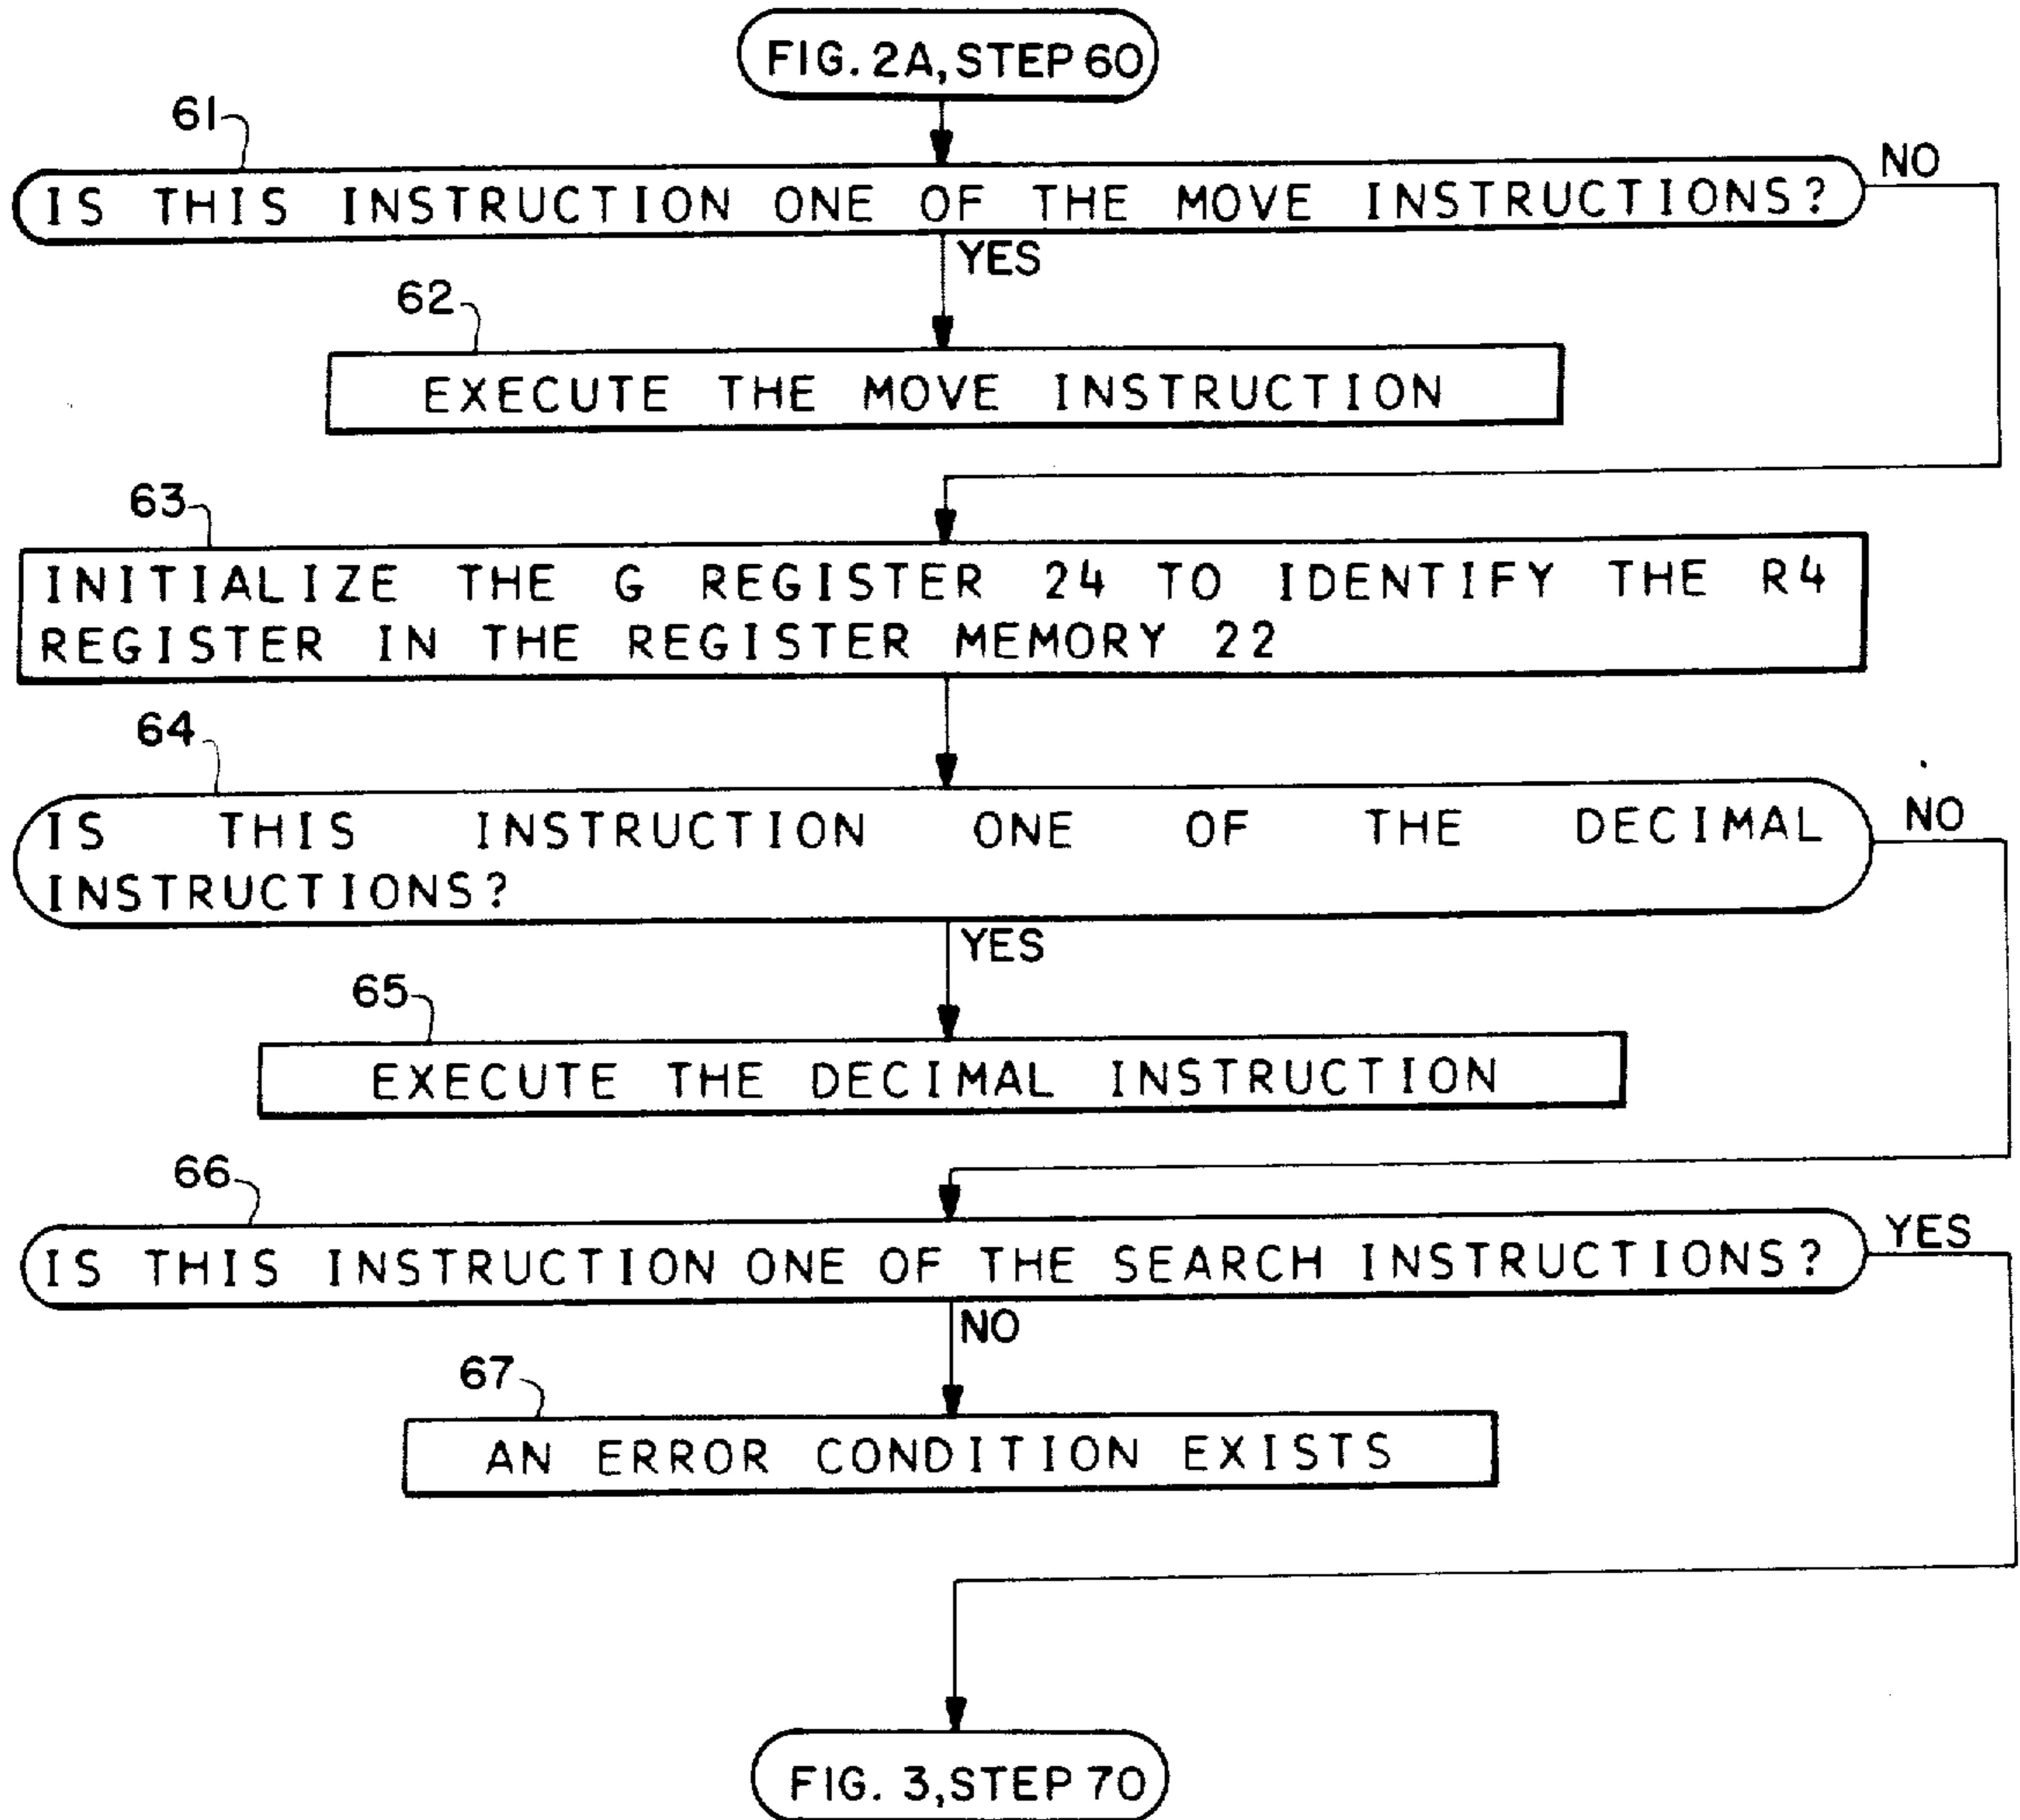 FIG. 2A, STEP 60
61
IS THIS INSTRUCTION ONE OF THE MOVE INSTRUCTIONS?
NO
YES
62
EXECUTE THE MOVE INSTRUCTION
63
INITIALIZE THE G REGISTER 24 TO IDENTIFY THE R4
REGISTER IN THE REGISTER MEMORY 22
64
IS THIS INSTRUCTION ONE OF THE DECIMAL
INSTRUCTIONS?
NO
YES
65
EXECUTE THE DECIMAL INSTRUCTION
66
IS THIS INSTRUCTION ONE OF THE SEARCH INSTRUCTIONS?
YES
NO
67
AN ERROR CONDITION EXISTS
FIG. 3, STEP 70